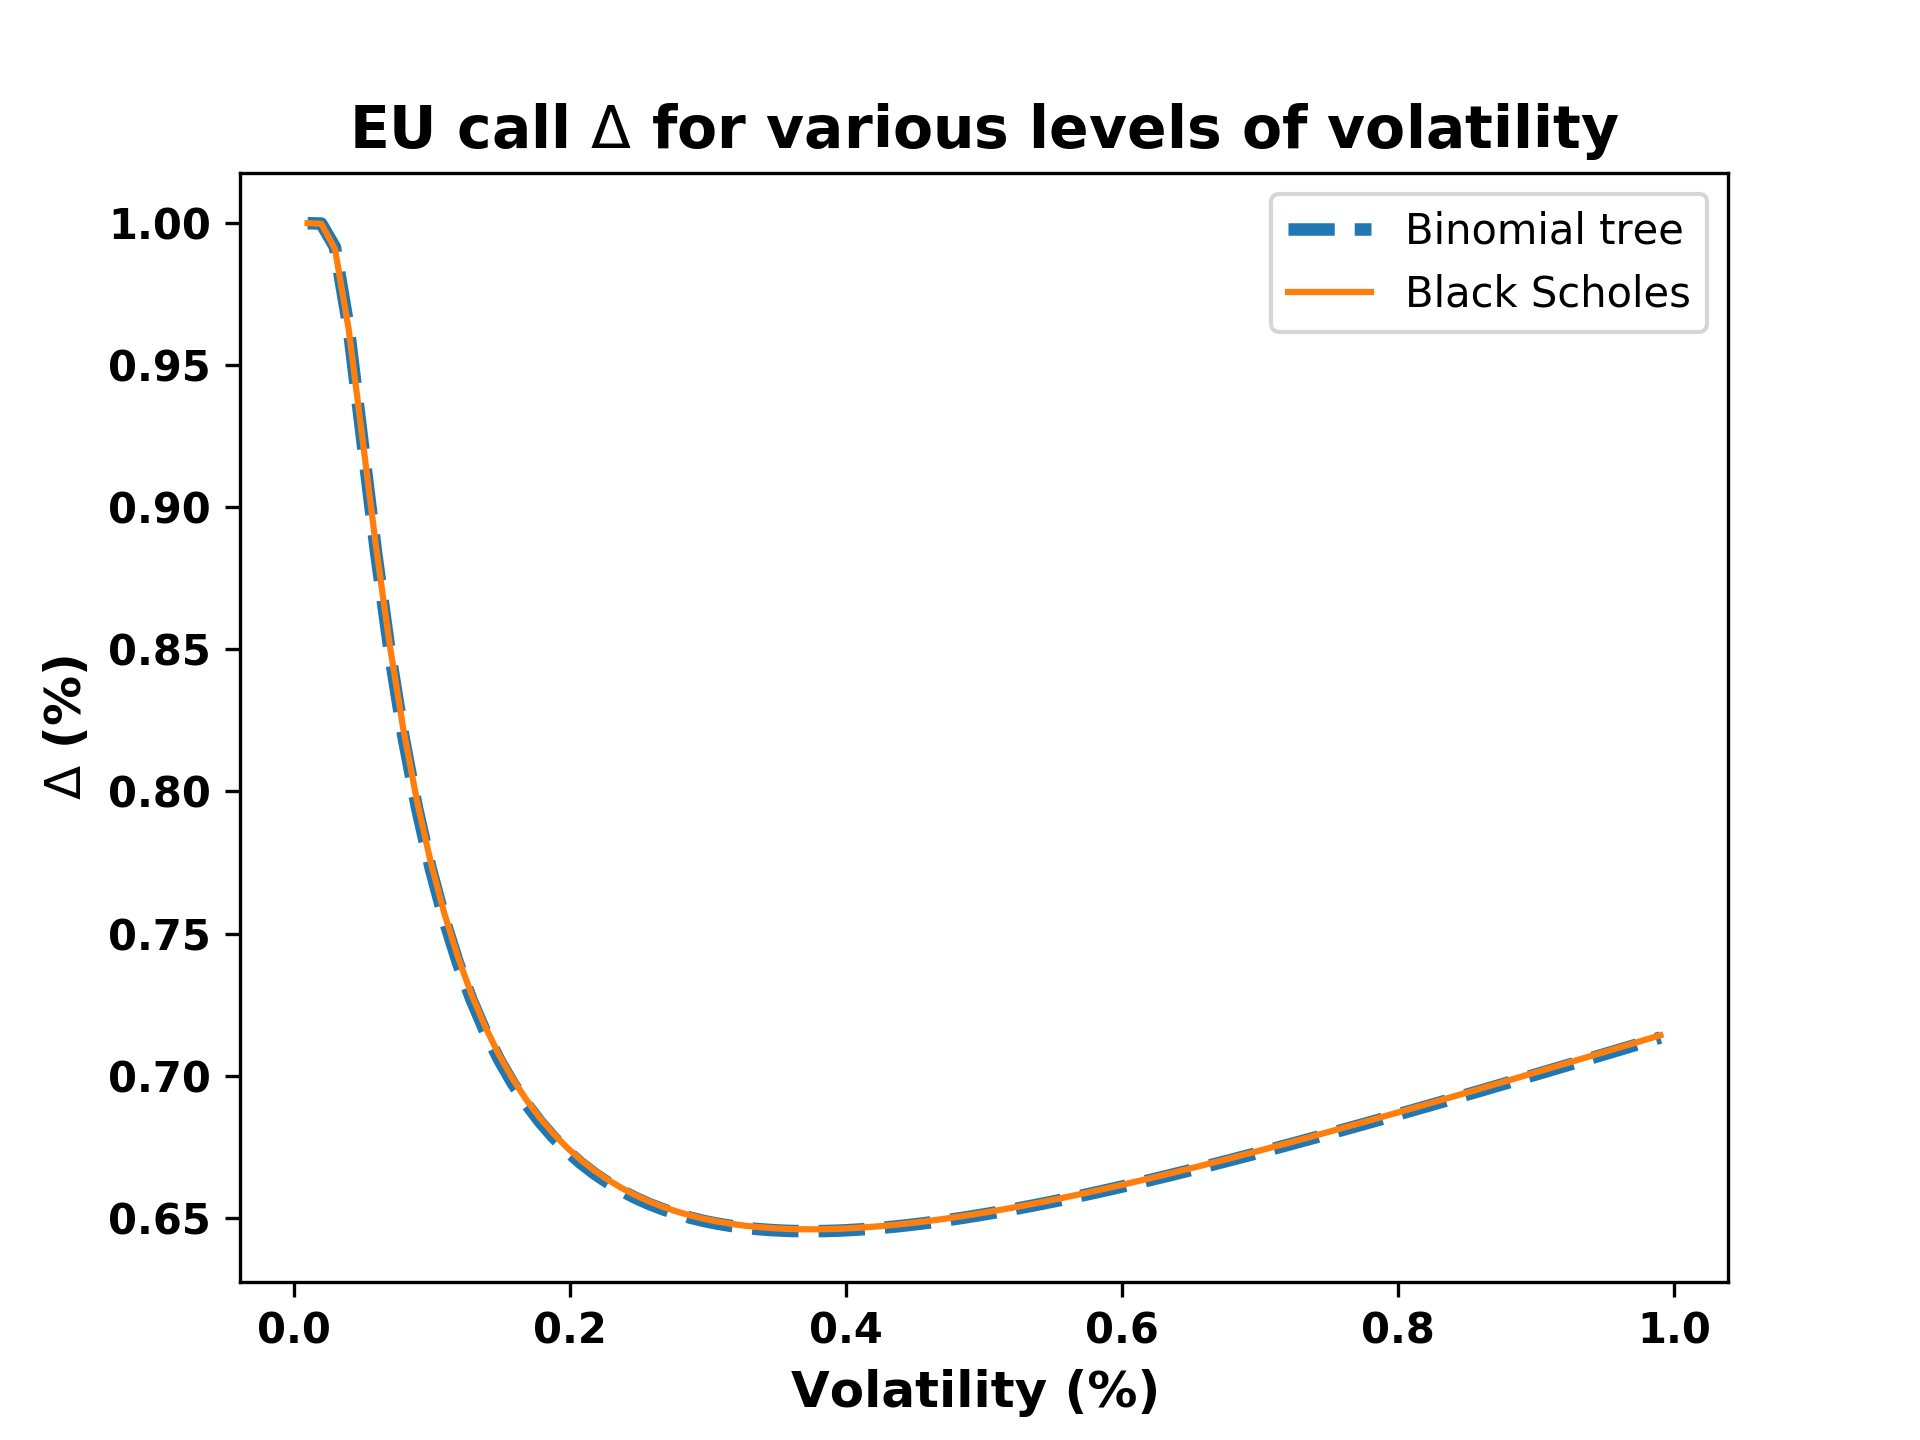 EU call Δ for various levels of volatility
Binomial tree
Black Scholes
1.00
0.95
0.90
0.85
0.80
0.75
0.70
0.65
Δ (%)
0.0 0.2 0.4 0.6 0.8 1.0
Volatility (%)